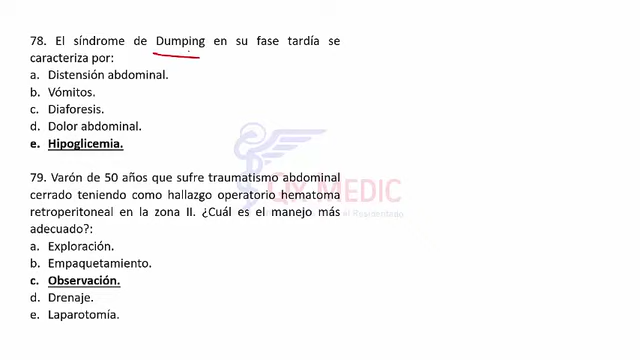 78. El síndrome de Dumping en su fase tardía se
caracteriza por:
a. Distensión abdominal.
b. Vómitos.
c. Diaforesis.
d. Dolor abdominal.
e. Hipoglicemia.
79. Varón de 50 años que sufre traumatismo abdominal
cerrado teniendo como hallazgo operatorio hematoma
retroperitoneal en la zona II. ¿Cuál es el manejo más
adecuado?:
a. Exploración.
b. Empaquetamiento.
c. Observación.
d. Drenaje.
e. Laparotomía.
QX MEDIC